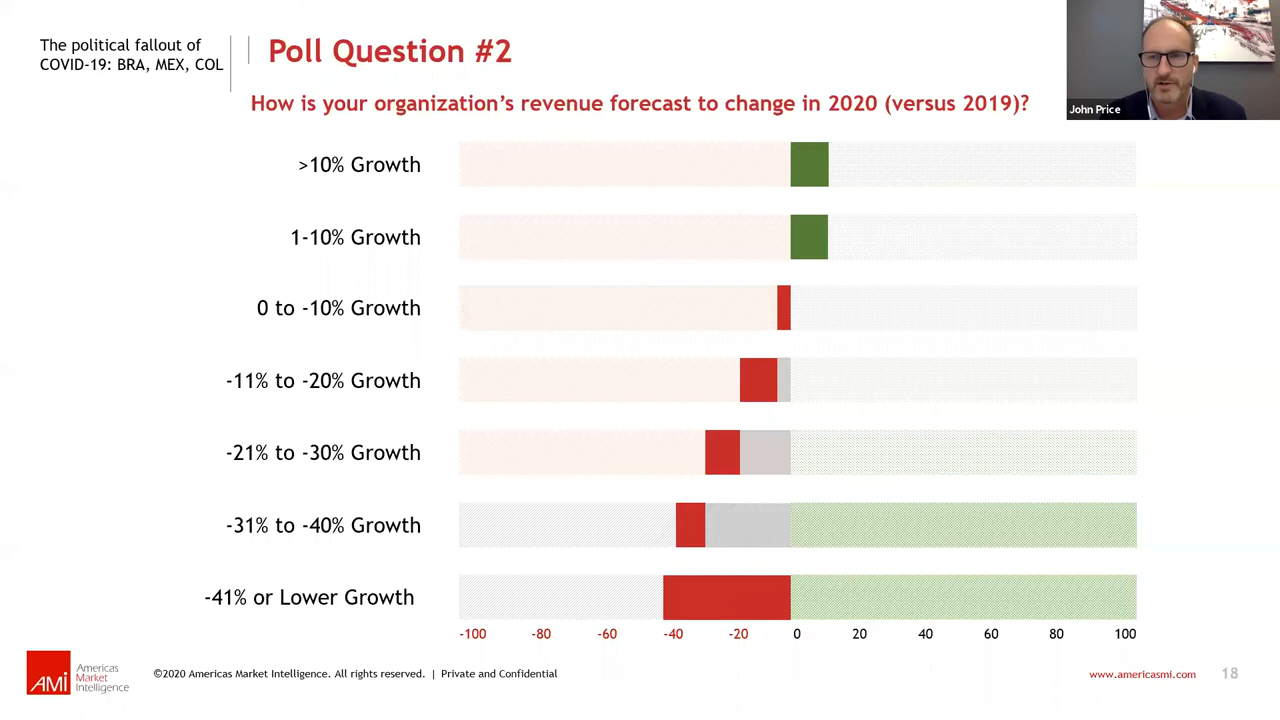 The political fallout of
COVID-19: BRA, MEX, COL
Poll Question #2
John Price
How is your organization’s revenue forecast to change in 2020 (versus 2019)?
>10% Growth
1-10% Growth
0 to -10% Growth
-11% to -20% Growth
-21% to -30% Growth
-31% to -40% Growth
-41% or Lower Growth
-100 -80 -60 -40 -20 0 20 40 60 80 100
AMI
Americas
Market
Intelligence
©2020 Americas Market Intelligence. All rights reserved. | Private and Confidential
www.americasmi.com
18